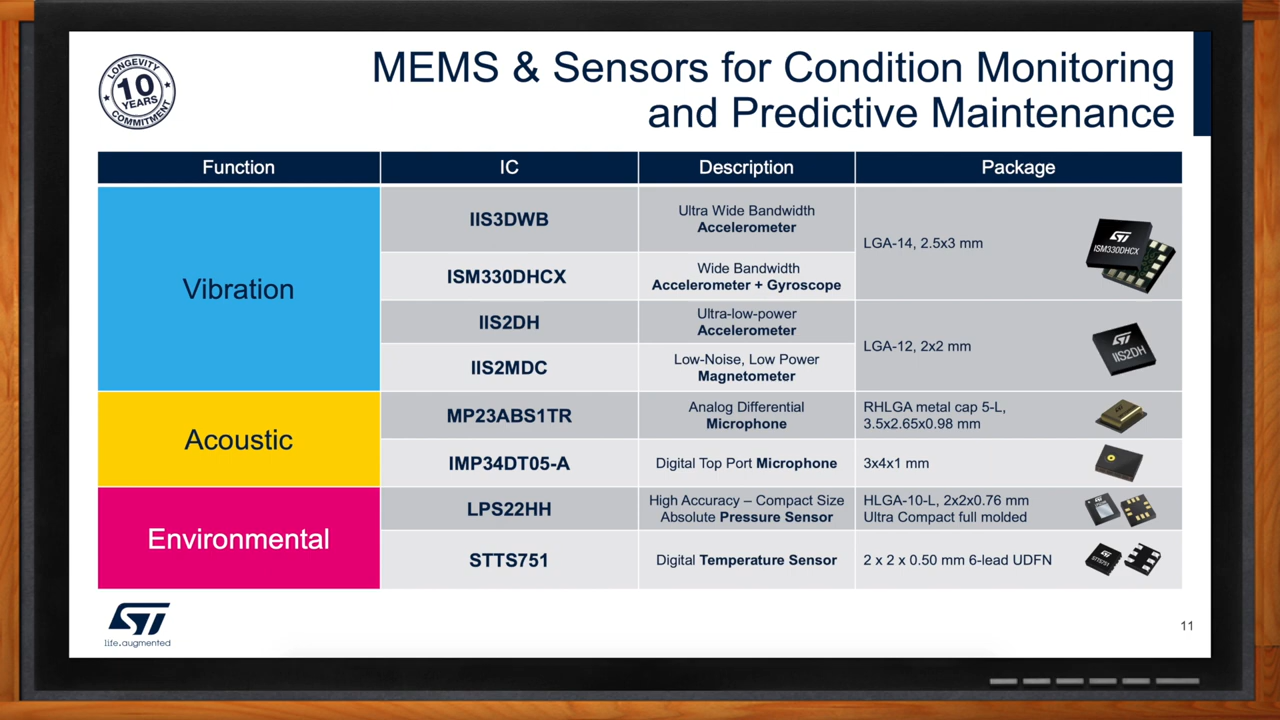 LONGEVITY
10
YEARS
COMMITMENT
MEMS & Sensors for Condition Monitoring
and Predictive Maintenance
Function
IC
Description
Package
Vibration
IIS3DWB
Ultra Wide Bandwidth
Accelerometer
LGA-14, 2.5x3 mm
ST
ISM330DHCX
ISM330DHCX
Wide Bandwidth
Accelerometer + Gyroscope
IIS2DH
Ultra-low-power
Accelerometer
LGA-12, 2x2 mm
ST
IIS2DH
IIS2MDC
Low-Noise, Low Power
Magnetometer
Acoustic
MP23ABS1TR
Analog Differential
Microphone
RHLGA metal cap 5-L,
3.5x2.65x0.98 mm
IMP34DT05-A
Digital Top Port Microphone
3x4x1 mm
Environmental
LPS22HH
High Accuracy – Compact Size
Absolute Pressure Sensor
HLGA-10-L, 2x2x0.76 mm
Ultra Compact full molded
STTS751
Digital Temperature Sensor
2 x 2 x 0.50 mm 6-lead UDFN
ST
STTS751
ST
life.augmented
11